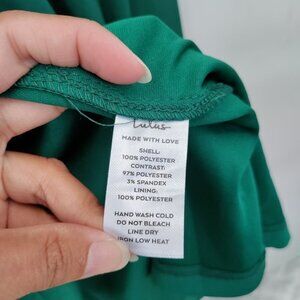 Lulus
MADE WITH LOVE
SHELL:
100% POLYESTER
CONTRAST:
97% POLYESTER
3% SPANDEX
LINING:
100% POLYESTER
HAND WASH COLD
DO NOT BLEACH
LINE DRY
IRON LOW HEAT